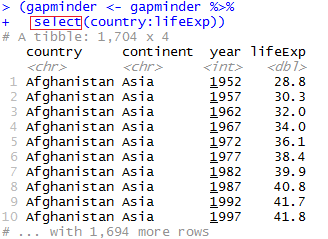 > (gapminder <- gapminder %>%
+ select(country:lifeExp))
# A tibble: 1,704 x 4
country continent year lifeExp
<chr> <chr> <int> <dbl>
1 Afghanistan Asia 1952 28.8
2 Afghanistan Asia 1957 30.3
3 Afghanistan Asia 1962 32.0
4 Afghanistan Asia 1967 34.0
5 Afghanistan Asia 1972 36.1
6 Afghanistan Asia 1977 38.4
7 Afghanistan Asia 1982 39.9
8 Afghanistan Asia 1987 40.8
9 Afghanistan Asia 1992 41.7
10 Afghanistan Asia 1997 41.8
# ... with 1,694 more rows